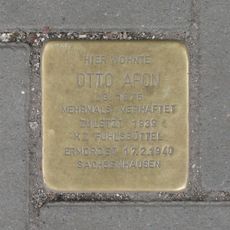 HIER WOHNTE
OTTO ARON
JG.
MEHRMALS VERHAFTET
ZULETZT 1939
KZ FUHLSBÜTTEL
ERMORDET 17.2.1940
SACHSENHAUSEN